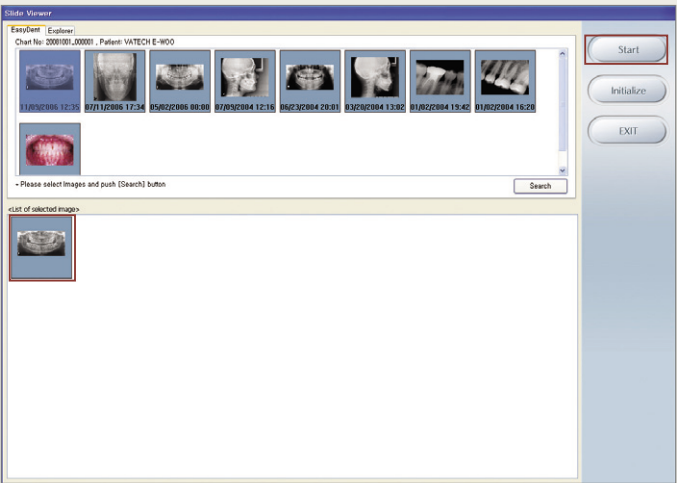 Slide Viewer
EasyDent Explorer
Chart No: 20001001_000001 , Patient: VATECH E-WOO
11/09/2006 12:35 07/11/2006 17:34 05/02/2006 00:00 07/09/2004 12:16 06/23/2004 20:01 03/20/2004 13:02 01/02/2004 19:42 01/02/2004 16:20
- Please select Images and push [Search] button
Search
<List of selected image>
Start
Initialize
EXIT